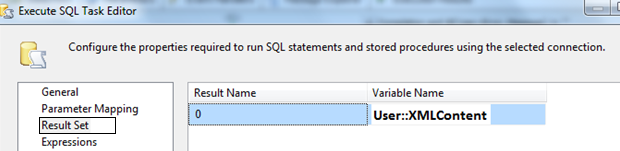 Execute SQL Task Editor
Configure the properties required to run SQL statements and stored procedures using the selected connection.
General
Parameter Mapping
Result Set
Expressions
Result Name Variable Name
0 User::XMLContent